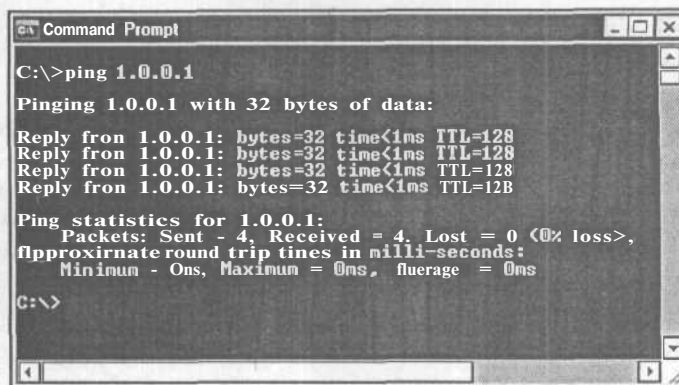 Command Prompt
C:\>ping 1.0.0.1
Pinging 1.0.0.1 with 32 bytes of data:
Reply fron 1.0.0.1: bytes=32 time<1ms TTL=128
Reply fron 1.0.0.1: bytes=32 time<1ms TTL=128
Reply fron 1.0.0.1: bytes=32 time<1ms TTL=128
Reply fron 1.0.0.1: bytes=32 time<1ms TTL=12B
Ping statistics for 1.0.0.1:
Packets: Sent - 4, Received = 4. Lost = 0 <0% loss>,
flpproxirnate round trip tines in milli-seconds:
Minimum - Ons, Maximum = 0ms, fluerage = 0ms
C:\>